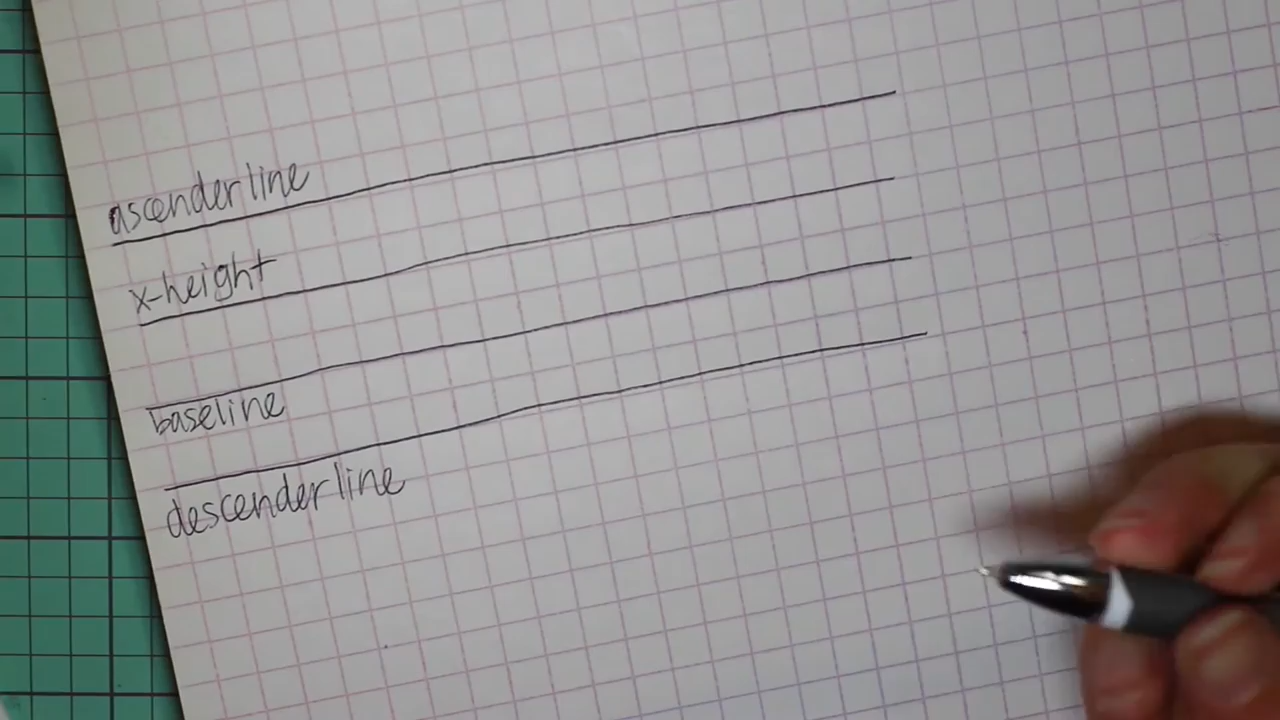 ascender line
x-height
baseline
descender line